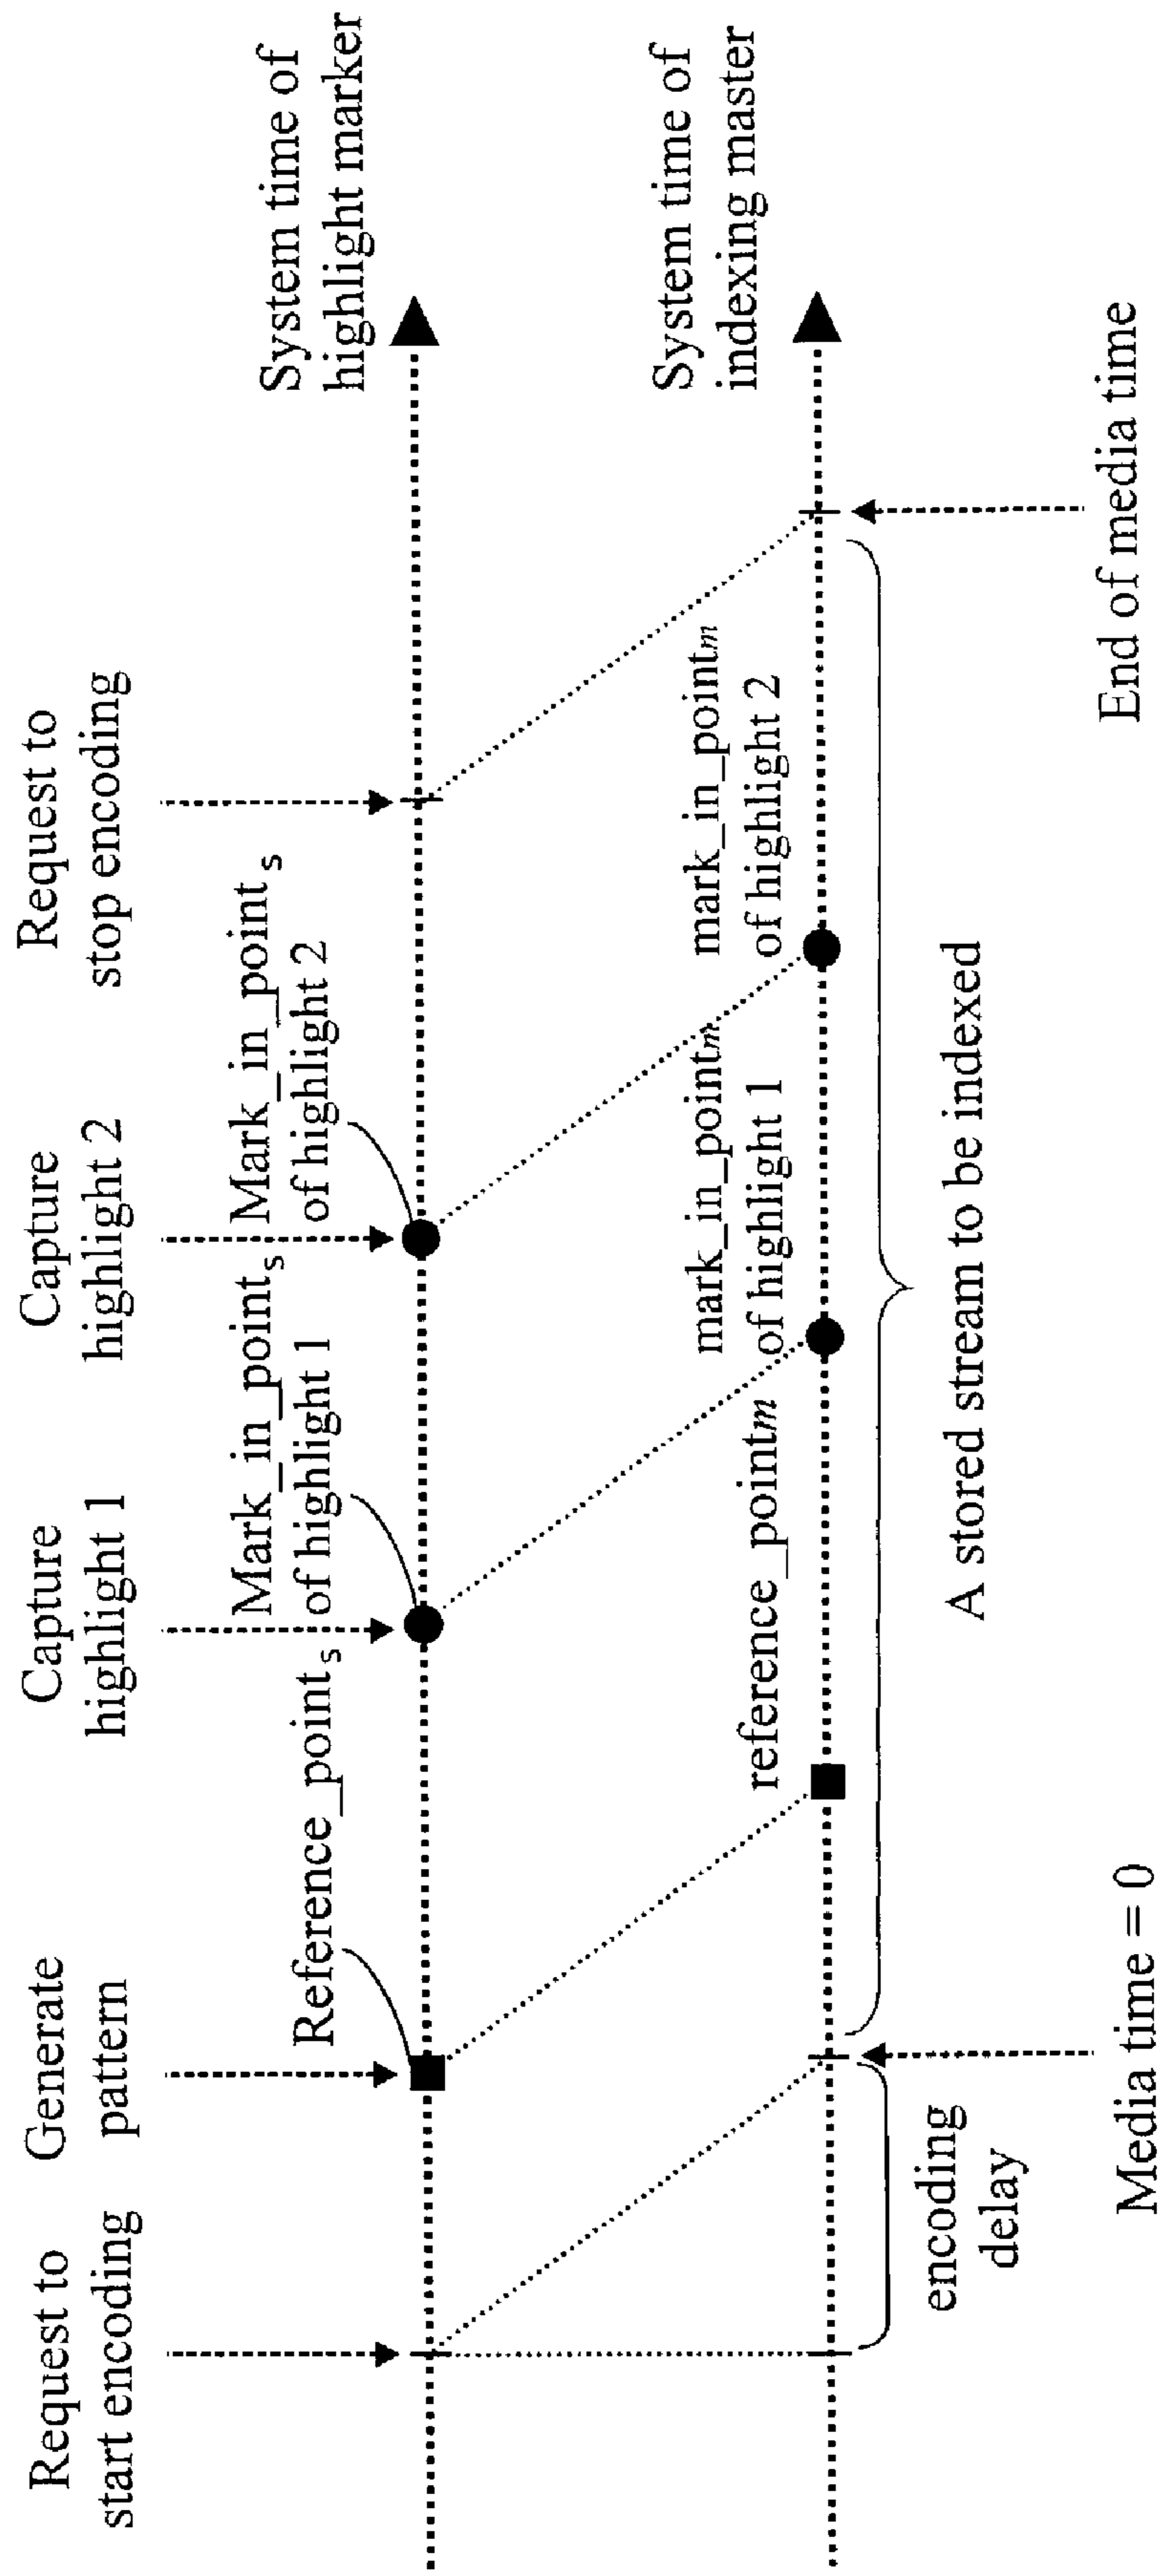 Request to
start encoding
Generate
pattern
Capture
highlight 1
Capture
highlight 2
Request to
stop encoding
Reference_points
Mark_in_points
of highlight 1
Mark_in_points
of highlight 2
System time of
highlight marker
reference_pointm
mark_in_pointm
of highlight 1
mark_in_pointm
of highlight 2
System time of
indexing master
encoding
delay
A stored stream to be indexed
Media time = 0
End of media time